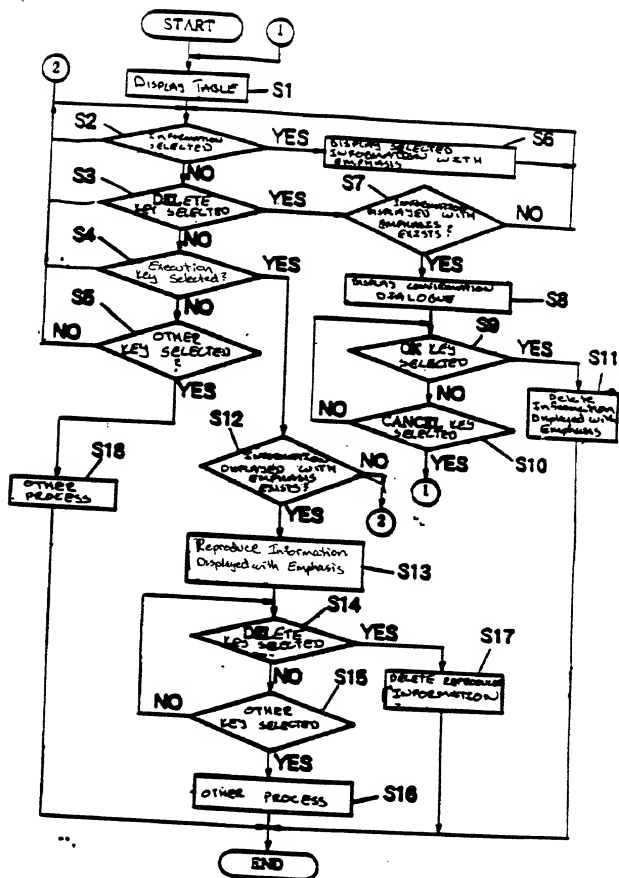 START
1
2
DISPLAY TABLE
S1
S2
INFORMATION
SELECTED
YES
S6
DISPLAY SELECTED
INFORMATION WITH
EMPHASIS
NO
S3
DELETE
KEY SELECTED
YES
S7
INFORMATION
DISPLAYED WITH
EMPHASIS
EXISTS?
NO
NO
S4
Execution
Key Selected?
YES
YES
DISPLAY CONFIRMATION
DIALOGUE
S8
NO
S5
OTHER
KEY SELECTED
?
NO
YES
NO
S9
OK KEY
SELECTED
YES
S11
Delete
Information
Displayed with
Emphasis
NO
CANCEL KEY
SELECTED
S10
YES
1
S12
INFORMATION
DISPLAYED WITH
EMPHASIS
EXISTS?
NO
2
YES
S18
OTHER
PROCESS
Reproduce Information
Displayed with Emphasis
S13
S14
DELETE
KEY SELECTED
YES
S17
DELETE REPRODUCED
INFORMATION
NO
S15
NO
OTHER
KEY SELECTED
YES
OTHER PROCESS
S16
END